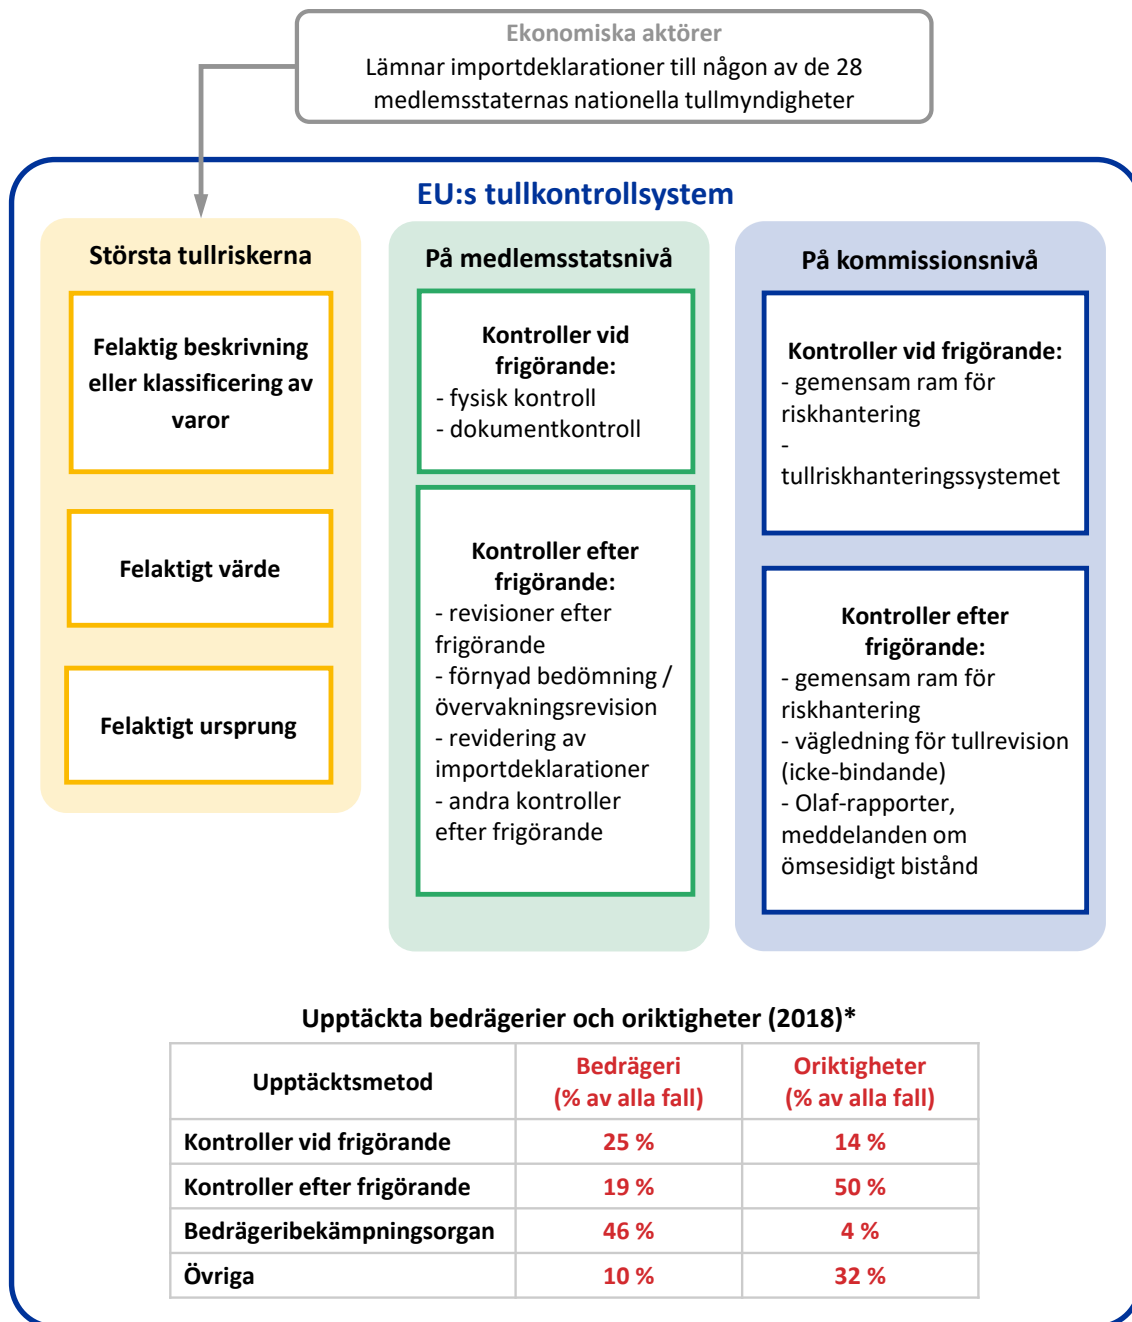 Ekonomiska aktörer
Lämnar importdeklarationer till någon av de 28
medlemsstaternas nationella tullmyndigheter
EU:s tullkontrollsystem
Största tullriskerna
Felaktig beskrivning
eller klassificering av
varor
Felaktigt värde
Felaktigt ursprung
På medlemsstatsnivå
Kontroller vid
frigörande:
- fysisk kontroll
- dokumentkontroll
Kontroller efter
frigörande:
- revisioner efter
frigörande
- förnyad bedömning /
övervakningsrevision
- revidering av
importdeklarationer
- andra kontroller
efter frigörande
På kommissionsnivå
Kontroller vid frigörande:
- gemensam ram för
riskhantering
-
tullriskhanteringssystemet
Kontroller efter
frigörande:
- gemensam ram för
riskhantering
- vägledning för tullrevision
(icke-bindande)
- Olaf-rapporter,
meddelanden om
ömsesidigt bistånd
Upptäckta bedrägerier och oriktigheter (2018)*
Upptäcktsmetod
Bedrägeri
(% av alla fall)
Oriktigheter
(% av alla fall)
Kontroller vid frigörande 25 % 14 %
Kontroller efter frigörande 19 % 50 %
Bedrägeribekämpningsorgan 46 % 4 %
Övriga 10 % 32 %